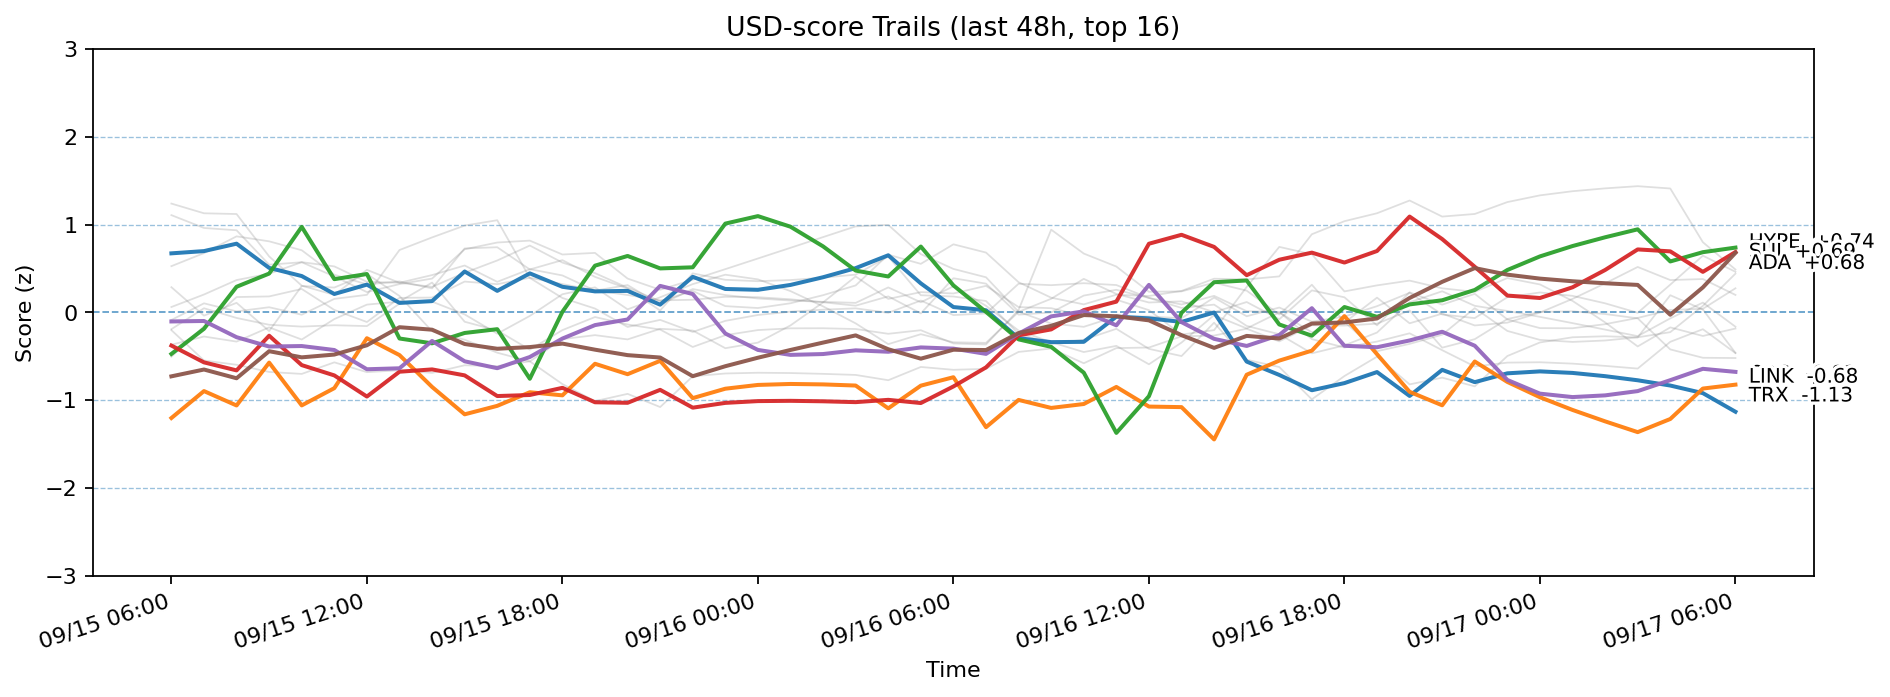 USD-score Trails (last 48h, top 16)
3
2
1
0
−1
−2
−3
Score (z)
HYPE +0.74
+0.69
ADA +0.68
LINK -0.68
TRX -1.13
09/15 06:00
09/15 12:00
09/15 18:00
09/16 00:00
09/16 06:00
09/16 12:00
09/16 18:00
09/17 00:00
09/17 06:00
Time